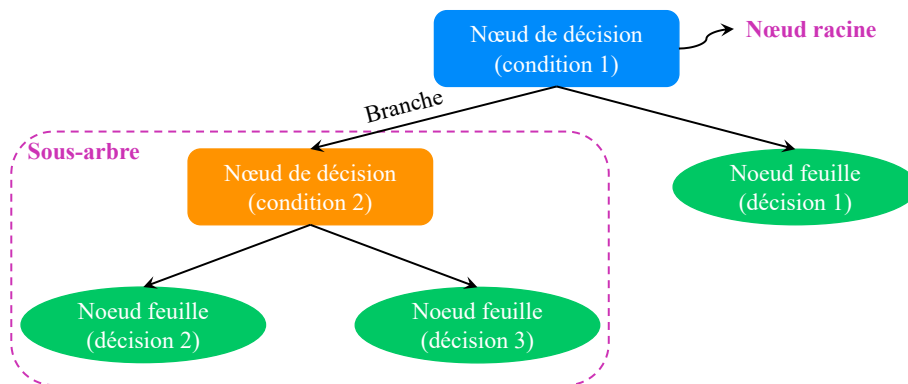 Nœud de décision
(condition 1)
Nœud racine
Branche
Sous-arbre
Nœud de décision
(condition 2)
Noeud feuille
(décision 1)
Noeud feuille
(décision 2)
Noeud feuille
(décision 3)